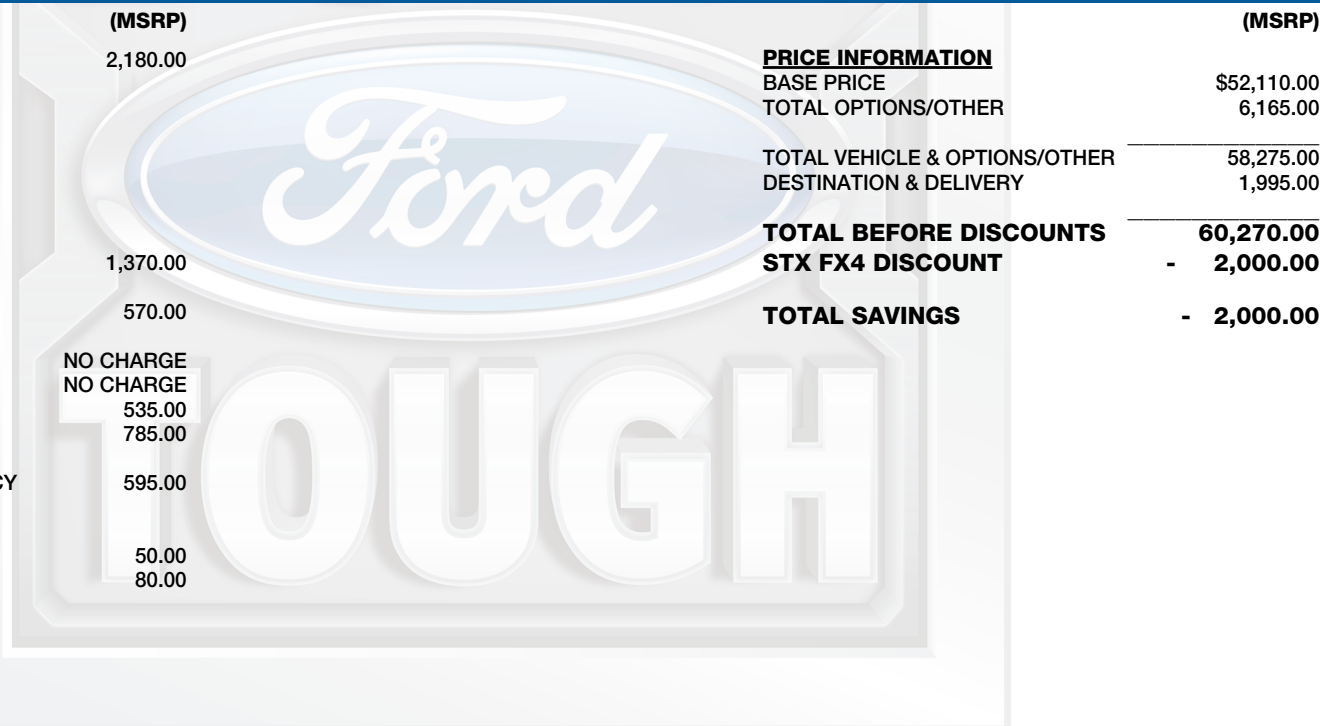 (MSRP)
2,180.00
1,370.00
570.00
NO CHARGE
NO CHARGE
535.00
785.00
CY 595.00
50.00
80.00
Ford
TOUGH
(MSRP)
PRICE INFORMATION
BASE PRICE $52,110.00
TOTAL OPTIONS/OTHER 6,165.00
TOTAL VEHICLE & OPTIONS/OTHER 58,275.00
DESTINATION & DELIVERY 1,995.00
TOTAL BEFORE DISCOUNTS 60,270.00
STX FX4 DISCOUNT - 2,000.00
TOTAL SAVINGS - 2,000.00